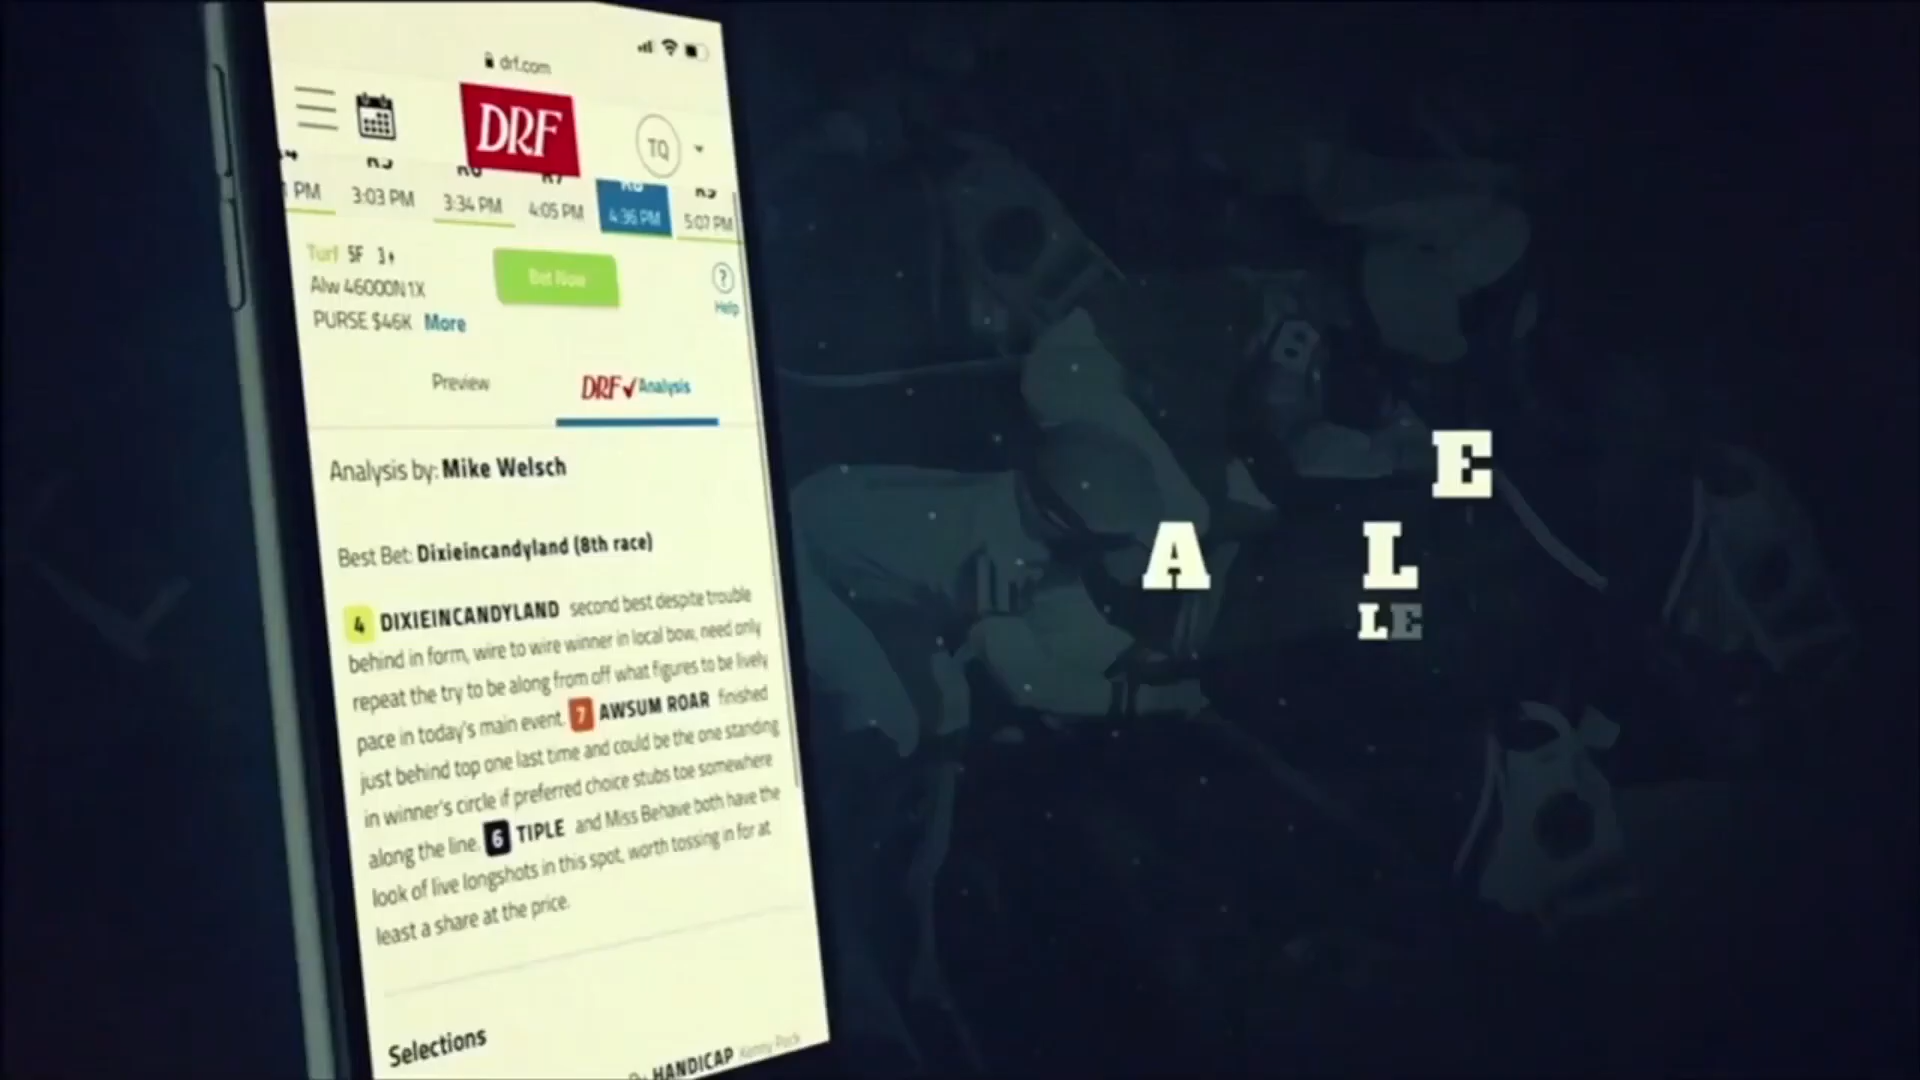 drf.com
DRF
TQ
PM 3:03 PM 3:34 PM 4:05 PM 4:36 PM 5:07 PM
Turf 5F 3
Bet Now
Alw 46000N1X
Help
PURSE $46K More
Preview DRF Analysis
Analysis by: Mike Welsch
Best Bet: Dixieincandyland (8th race)
4 DIXIEINCANDYLAND second best despite trouble
behind in form, wire to wire winner in local bow, need only
repeat the try to be along from off what figures to be lively
pace in today's main event. 7 AWSUM ROAR finished
just behind top one last time and could be the one standing
in winner's circle if preferred choice stubs toe somewhere
along the line. 6 TIPLE and Miss Behave both have the
look of live longshots in this spot, worth tossing in for at
least a share at the price.
Selections
HANDICAP
E
A L
LE
8